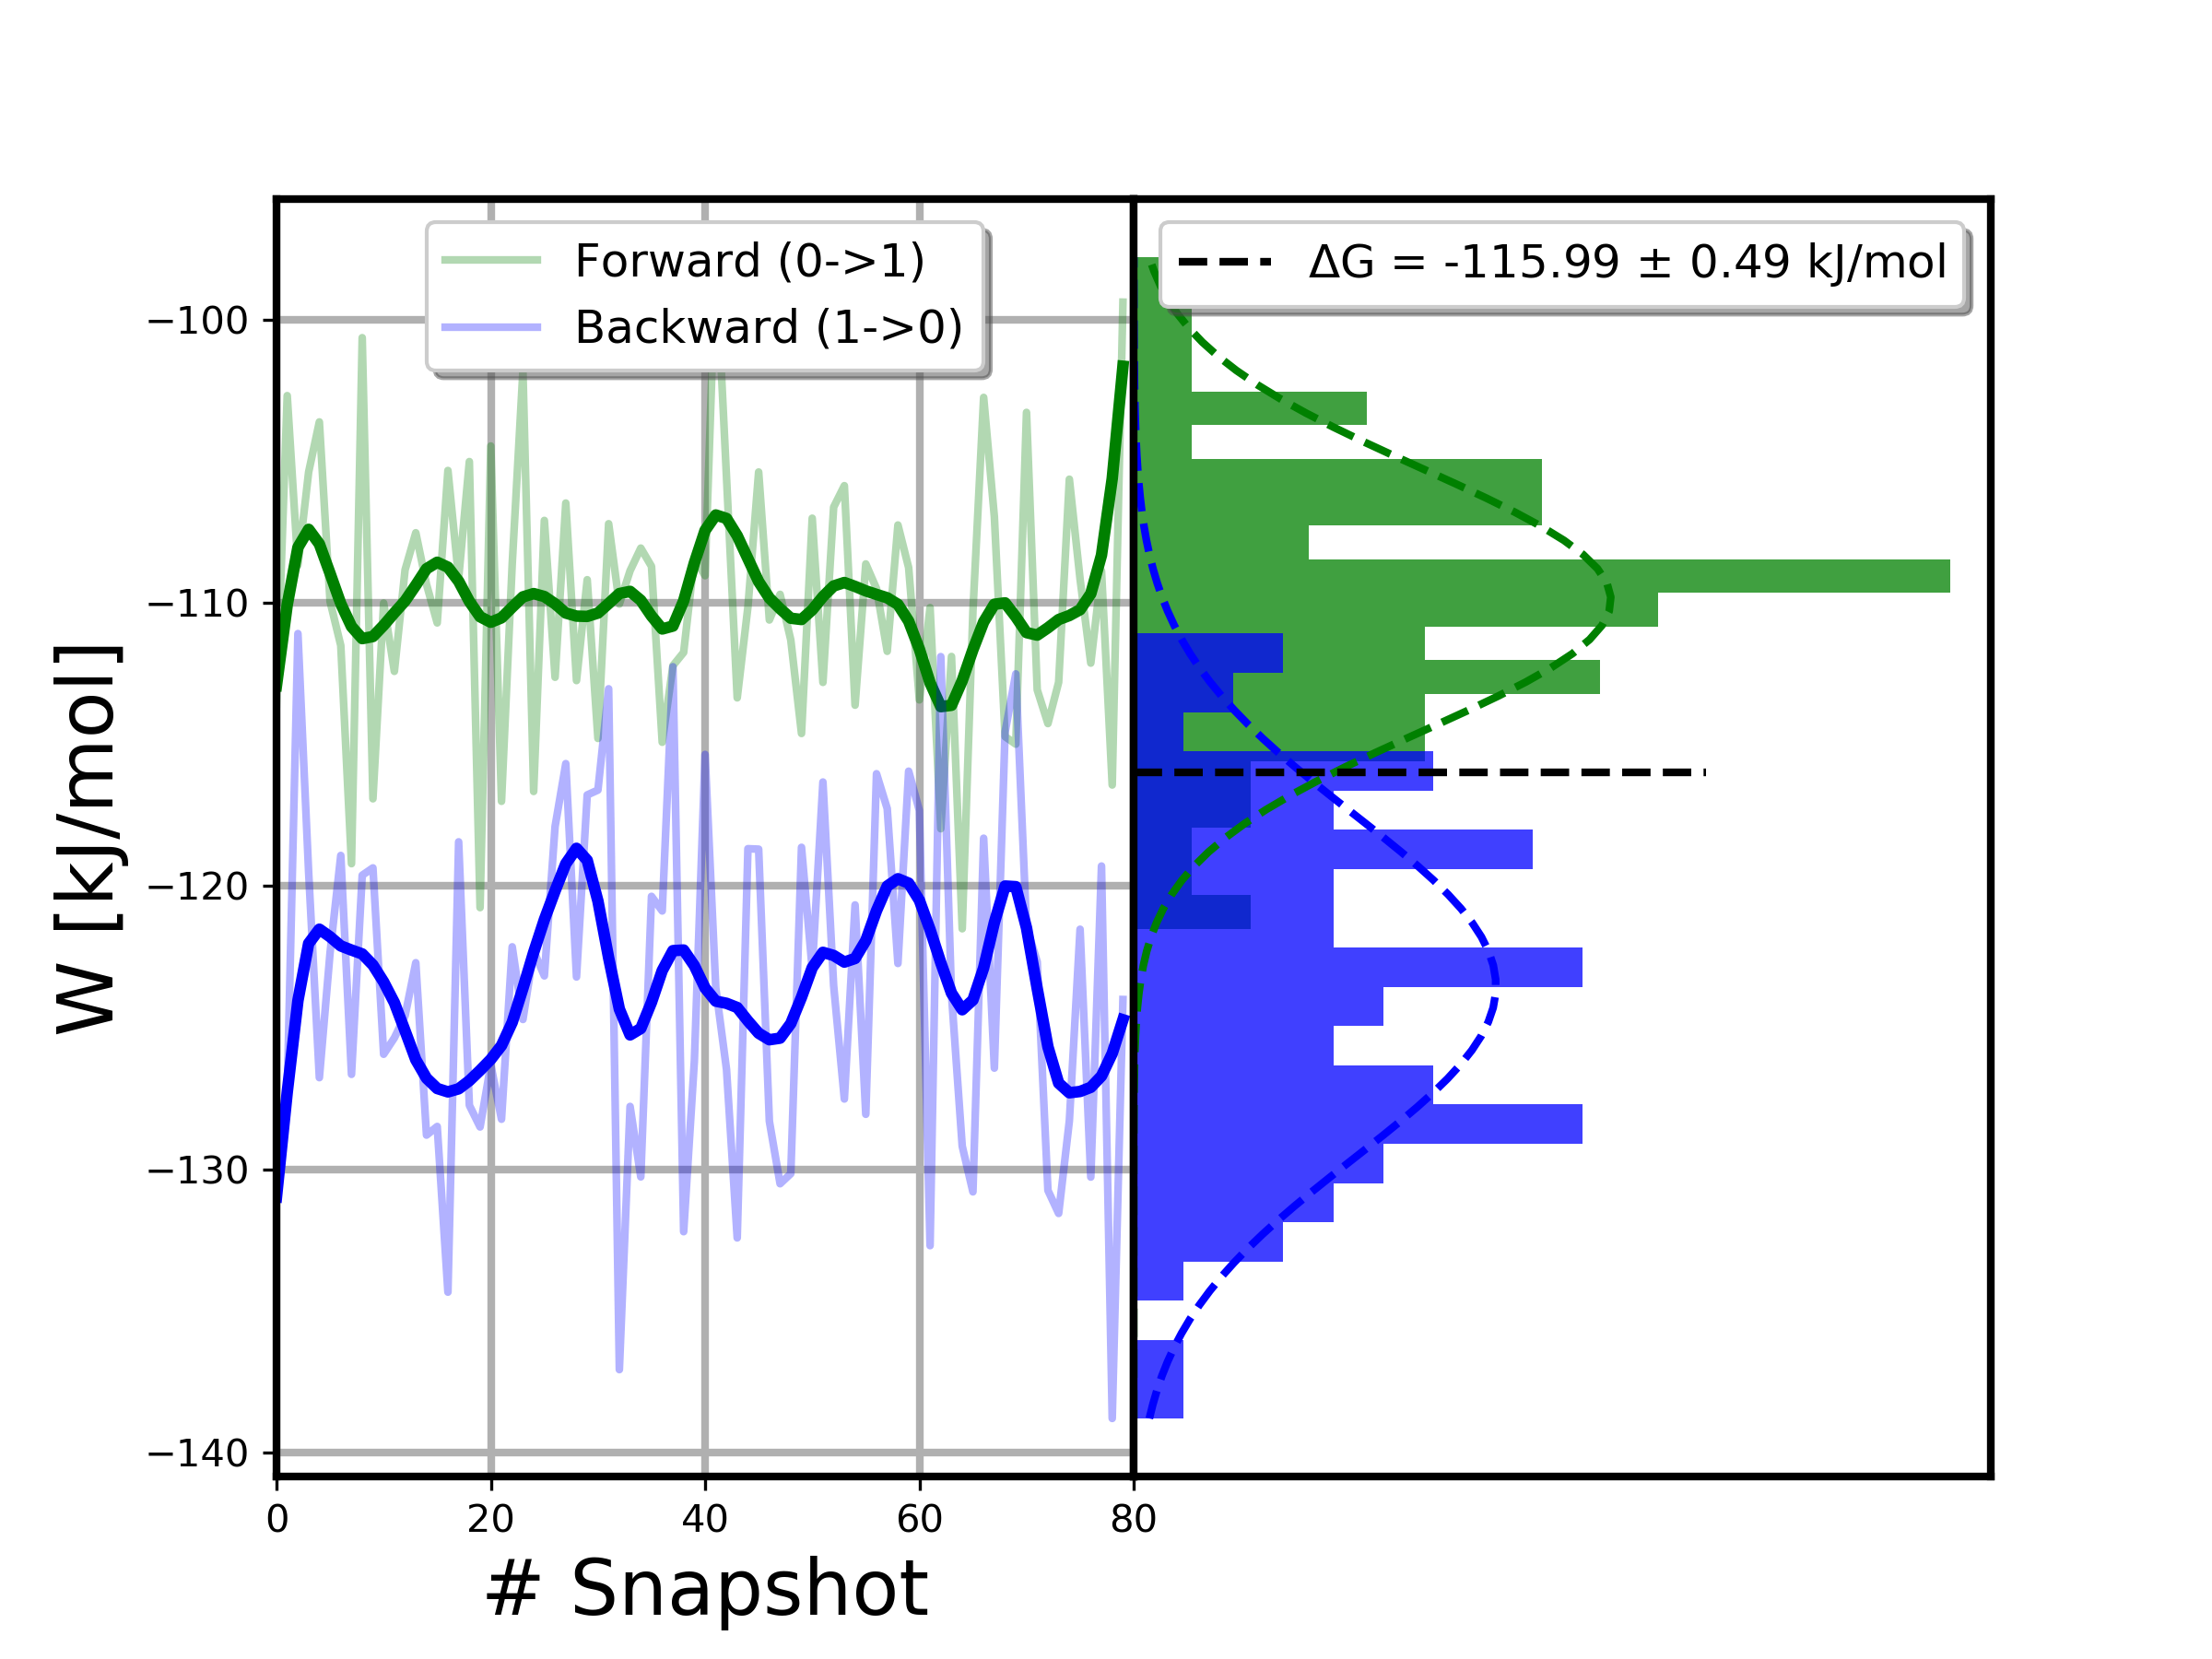 Forward (0->1)
Backward (1->0)
ΔG = -115.99 ± 0.49 kJ/mol
W [kJ/mol]
−100
−110
−120
−130
−140
0 20 40 60 80
# Snapshot